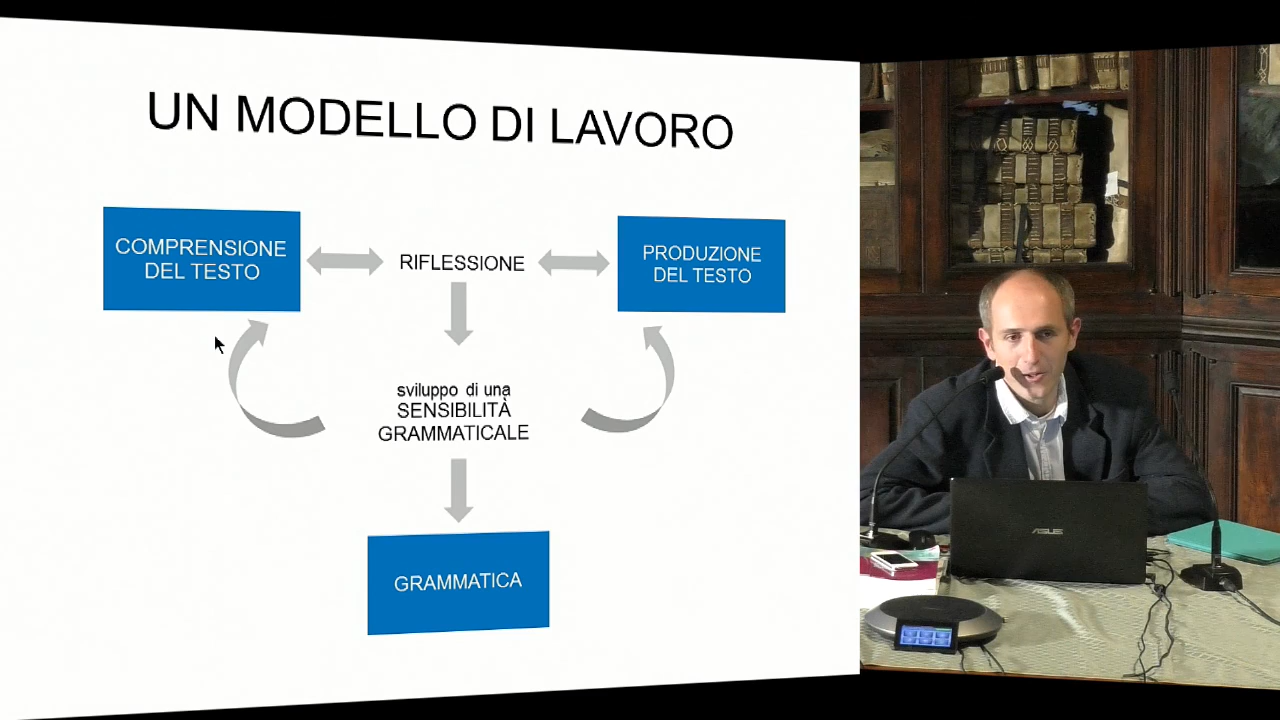 UN MODELLO DI LAVORO
COMPRENSIONE
DEL TESTO
RIFLESSIONE
PRODUZIONE
DEL TESTO
sviluppo di una
SENSIBILITÀ
GRAMMATICALE
GRAMMATICA
ASUS